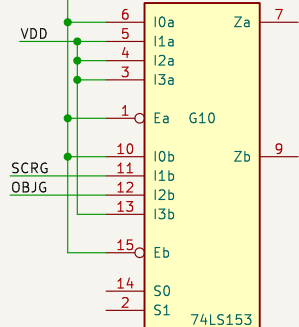 6 I0a Za 7
VDD 5 I1a
4 I2a
3 I3a
1 Ea G10
10 I0b Zb 9
SCRG 11 I1b
OBJG 12 I2b
13 I3b
15 Eb
14 S0
2 S1
74LS153